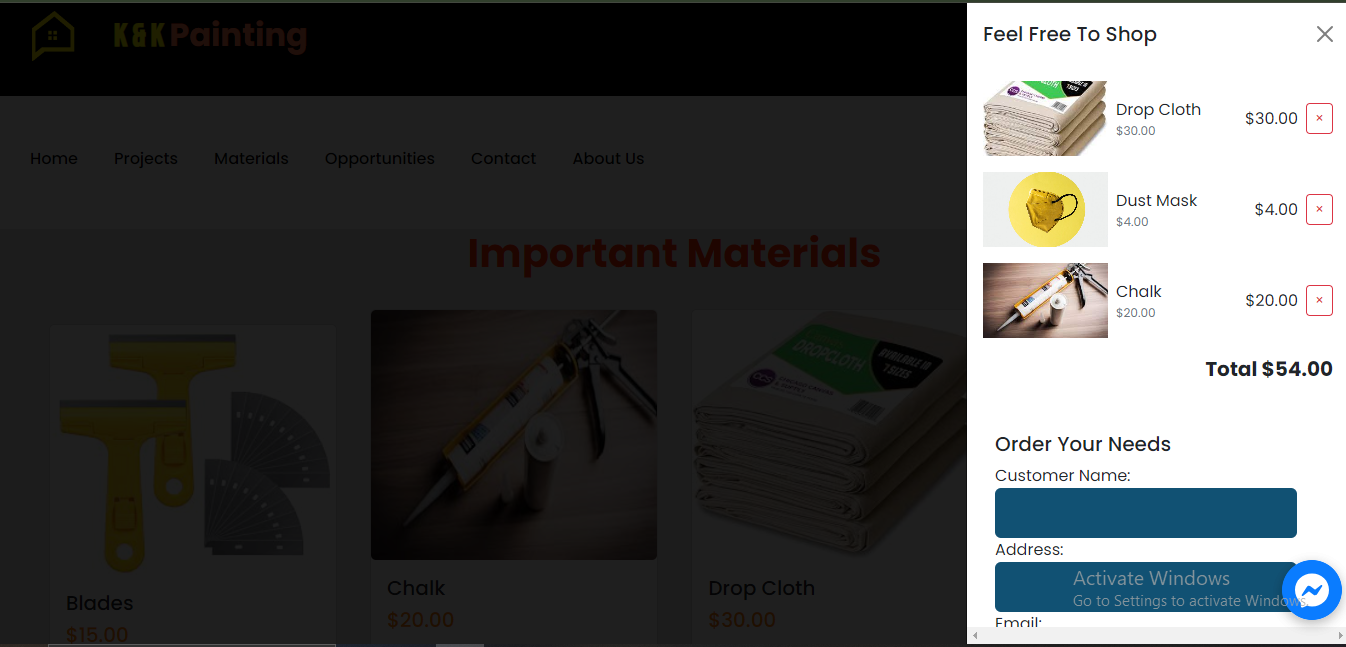 K&K Painting
Home Projects Materials Opportunities Contact About Us
Important Materials
DROPCLOTH
AVAILABLE IN
7 SIZES
Blades
$15.00
Chalk
$20.00
Drop Cloth
$30.00
Feel Free To Shop
Drop Cloth
$30.00
$30.00
×
Dust Mask
$4.00
$4.00
×
Chalk
$20.00
$20.00
×
Total $54.00
Order Your Needs
Customer Name:
Address:
Activate Windows
Go to Settings to activate Windows.
Email: